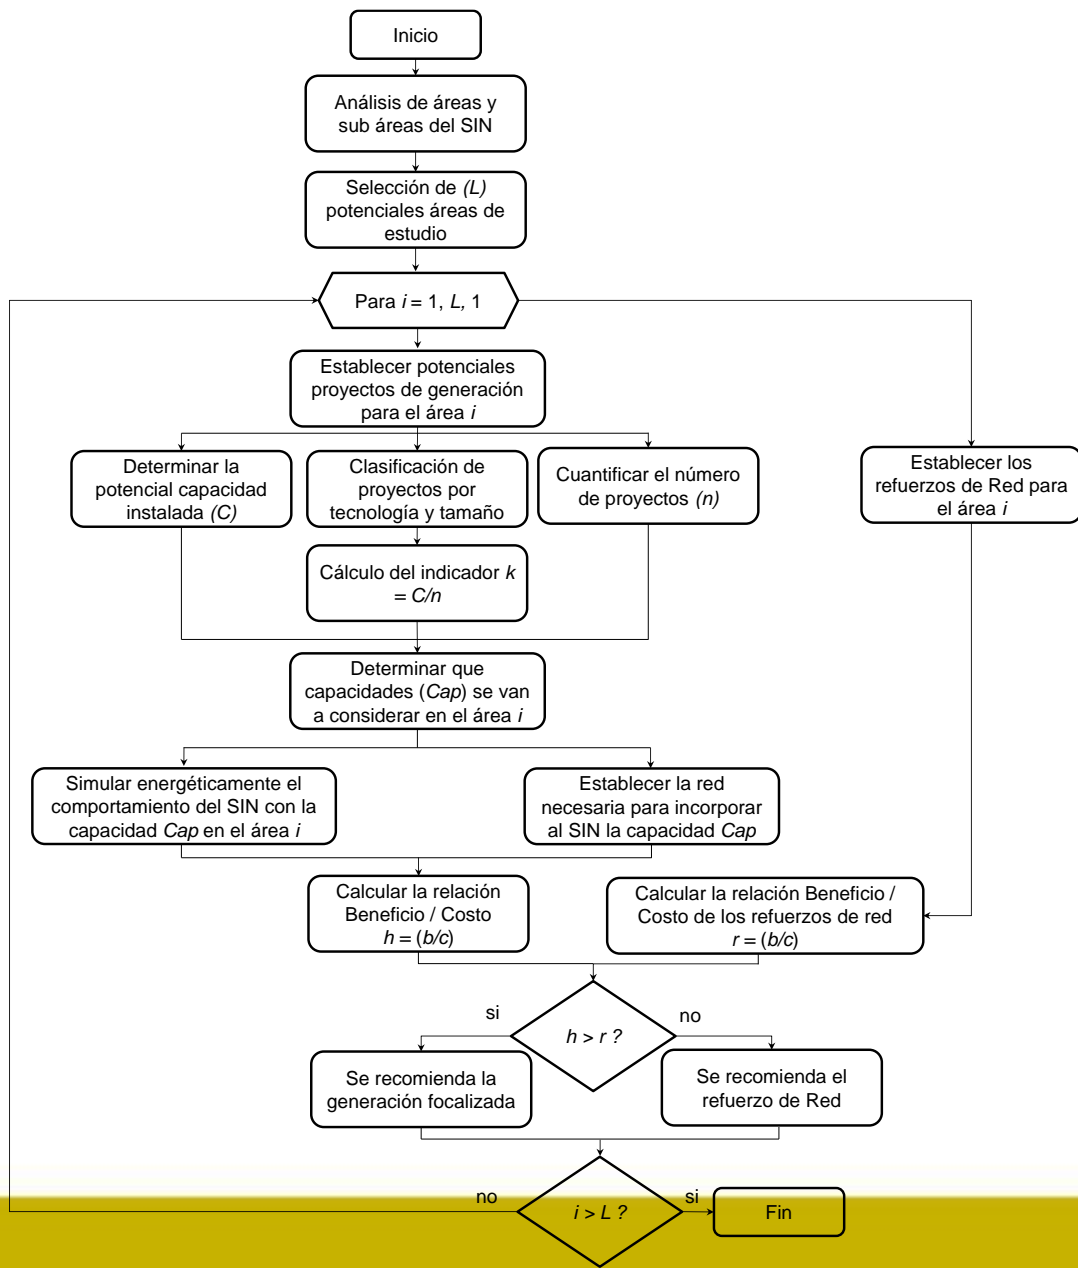 Inicio
Análisis de áreas y
sub áreas del SIN
Selección de (L)
potenciales áreas de
estudio
Para i = 1, L, 1
Establecer potenciales
proyectos de generación
para el área i
Determinar la
potencial capacidad
instalada (C)
Clasificación de
proyectos por
tecnología y tamaño
Cuantificar el número
de proyectos (n)
Establecer los
refuerzos de Red para
el área i
Cálculo del indicador k
= C/n
Determinar que
capacidades (Cap) se van
a considerar en el área i
Simular energéticamente el
comportamiento del SIN con la
capacidad Cap en el área i
Establecer la red
necesaria para incorporar
al SIN la capacidad Cap
Calcular la relación
Beneficio / Costo
h = (b/c)
Calcular la relación Beneficio /
Costo de los refuerzos de red
r = (b/c)
si
h > r ?
no
Se recomienda la
generación focalizada
Se recomienda el
refuerzo de Red
no
i > L ?
si
Fin